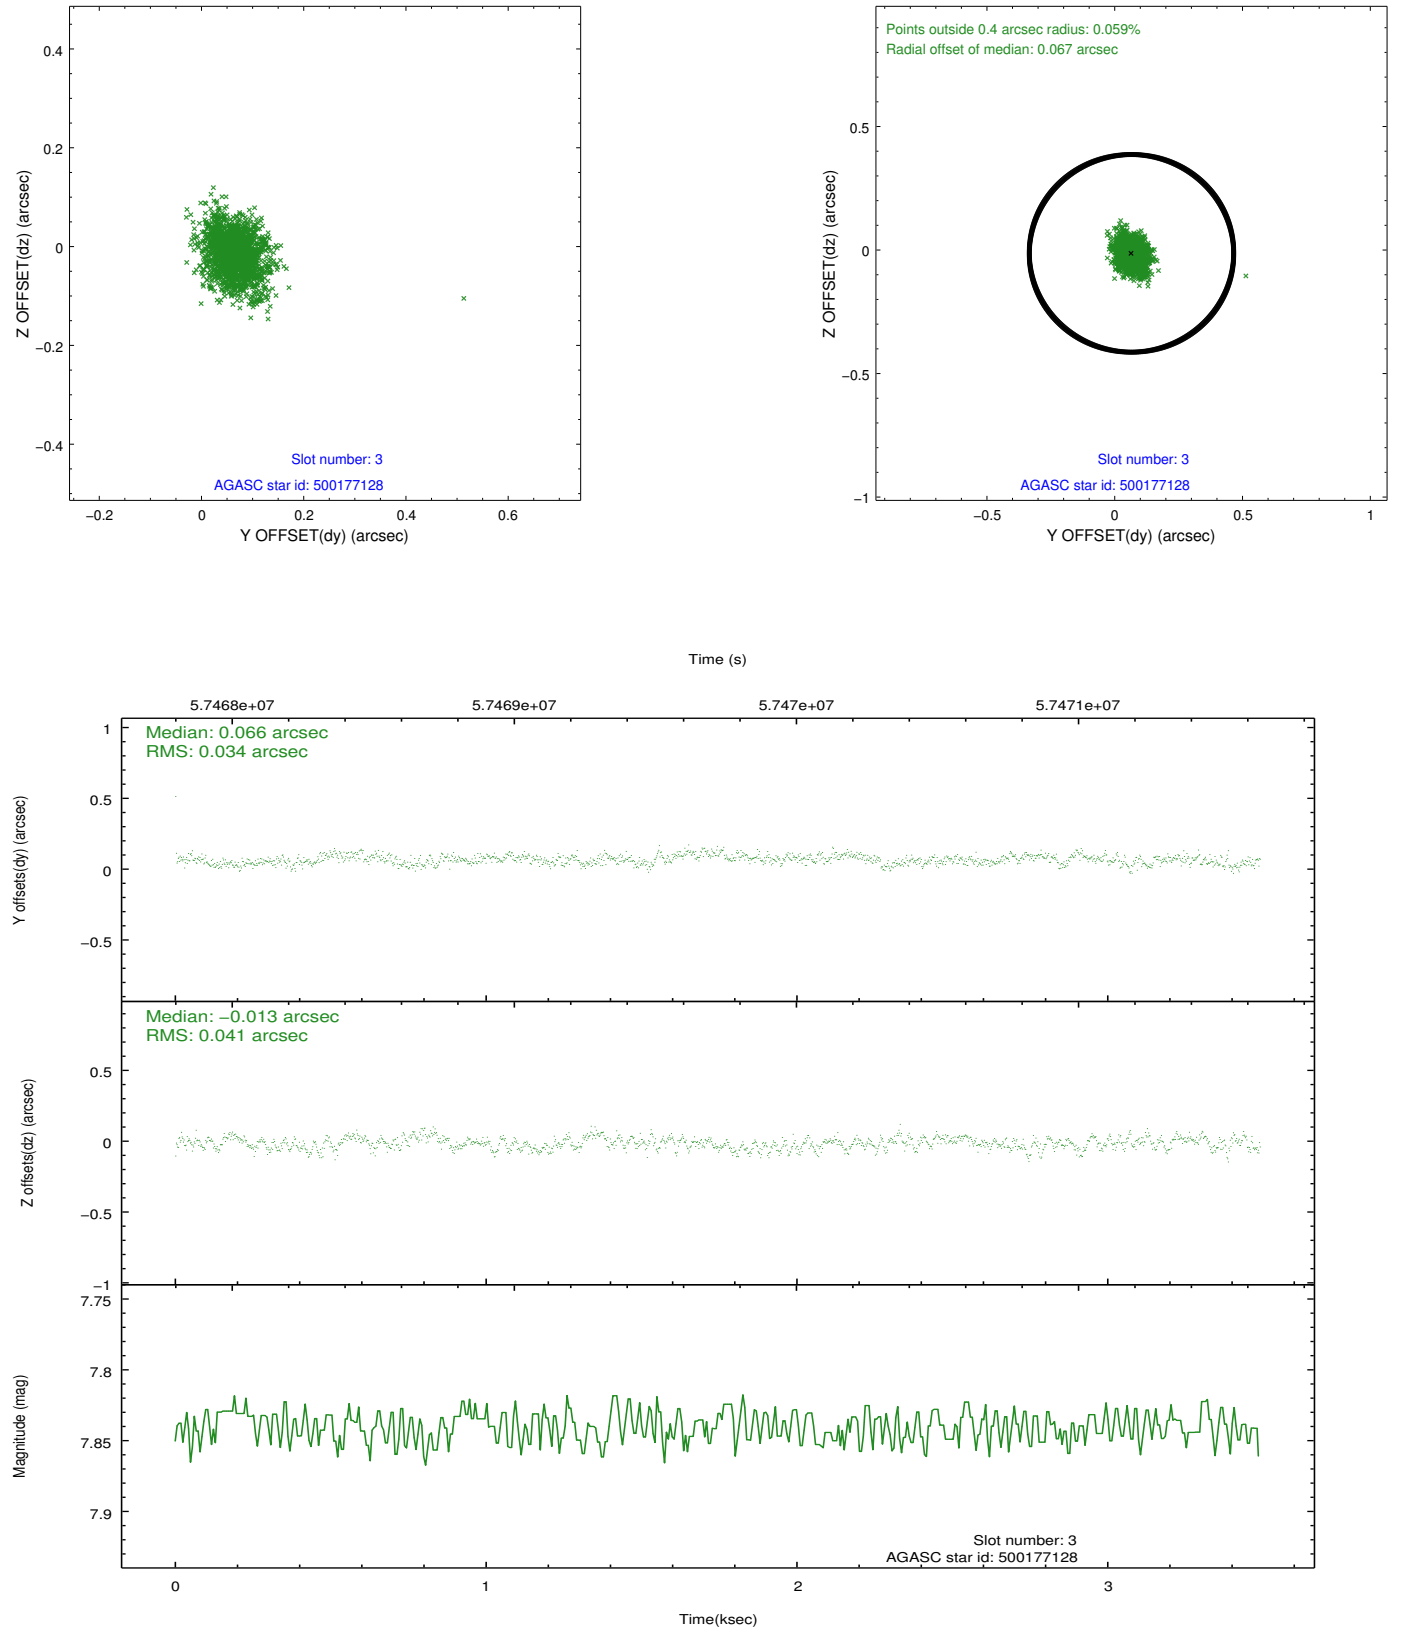 0.4
0.2
0
−0.2
−0.4
Z OFFSET(dz) (arcsec)
Slot number: 3
AGASC star id: 500177128
−0.2
0
0.2
0.4
0.6
Y OFFSET(dy) (arcsec)
Points outside 0.4 arcsec radius: 0.059%
Radial offset of median: 0.067 arcsec
0.5
0
−0.5
−1
Z OFFSET(dz) (arcsec)
Slot number: 3
AGASC star id: 500177128
−0.5
0
0.5
1
Y OFFSET(dy) (arcsec)
Time (s)
5.7468e+07
5.7469e+07
5.747e+07
5.7471e+07
Median: 0.066 arcsec
RMS: 0.034 arcsec
1
0.5
0
−0.5
Y offsets(dy) (arcsec)
Median: −0.013 arcsec
RMS: 0.041 arcsec
0.5
0
−0.5
−1
Z offsets(dz) (arcsec)
7.75
7.8
7.85
7.9
Magnitude (mag)
Slot number: 3
AGASC star id: 500177128
0
1
2
3
Time(ksec)